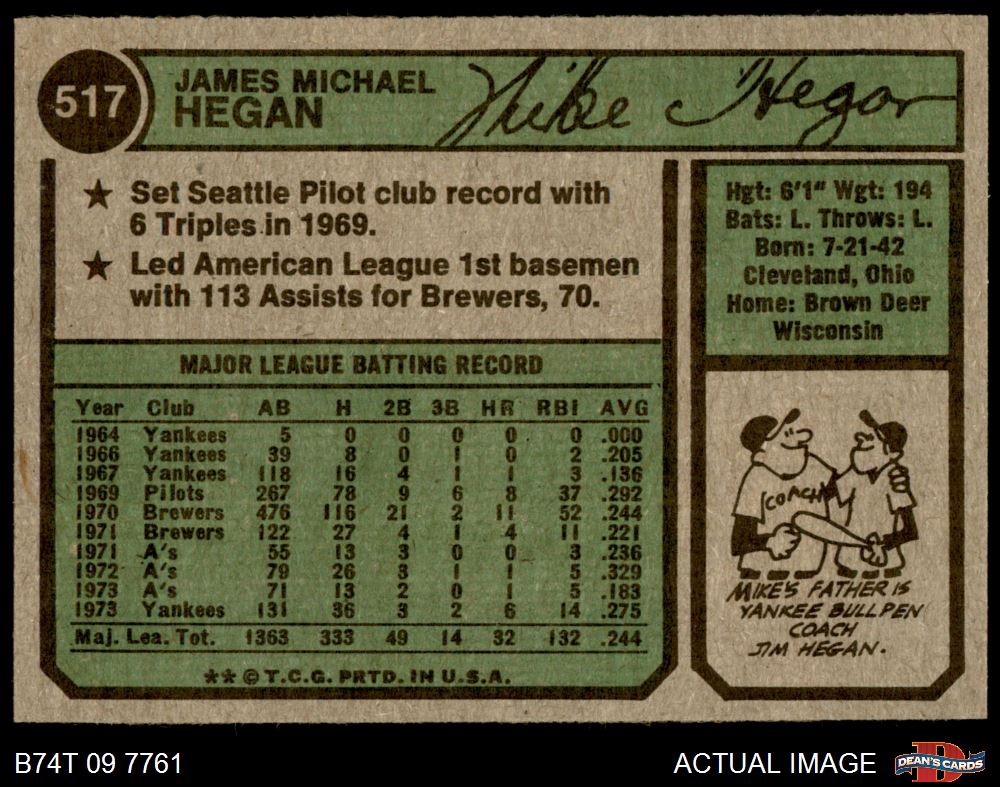 517
JAMES MICHAEL
HEGAN
Mike Hegan
★ Set Seattle Pilot club record with
6 Triples in 1969.
★ Led American League 1st basemen
with 113 Assists for Brewers, 70.
Hgt: 6'1" Wgt: 194
Bats: L. Throws: L.
Born: 7-21-42
Cleveland, Ohio
Home: Brown Deer
Wisconsin
MAJOR LEAGUE BATTING RECORD
Year Club AB H 2B 3B HR RBI AVG
1964 Yankees 5 0 0 0 0 0 .000
1966 Yankees 39 8 0 1 0 2 .205
1967 Yankees 118 16 4 1 1 3 .136
1969 Pilots 267 78 9 6 8 37 .292
1970 Brewers 476 116 21 2 11 52 .244
1971 Brewers 122 27 4 1 4 11 .221
1971 A's 55 13 3 0 0 3 .236
1972 A's 79 26 3 1 1 5 .329
1973 A's 71 13 2 0 1 5 .183
1973 Yankees 131 36 3 2 6 14 .275
Maj. Lea. Tot. 1363 333 49 14 32 132 .244
** © T.C.G. PRTD. IN U.S.A.
COACH
MIKE'S FATHER IS
YANKEE BULLPEN
COACH
JIM HEGAN.
B74T 09 7761
ACTUAL IMAGE
DEAN'S CARDS